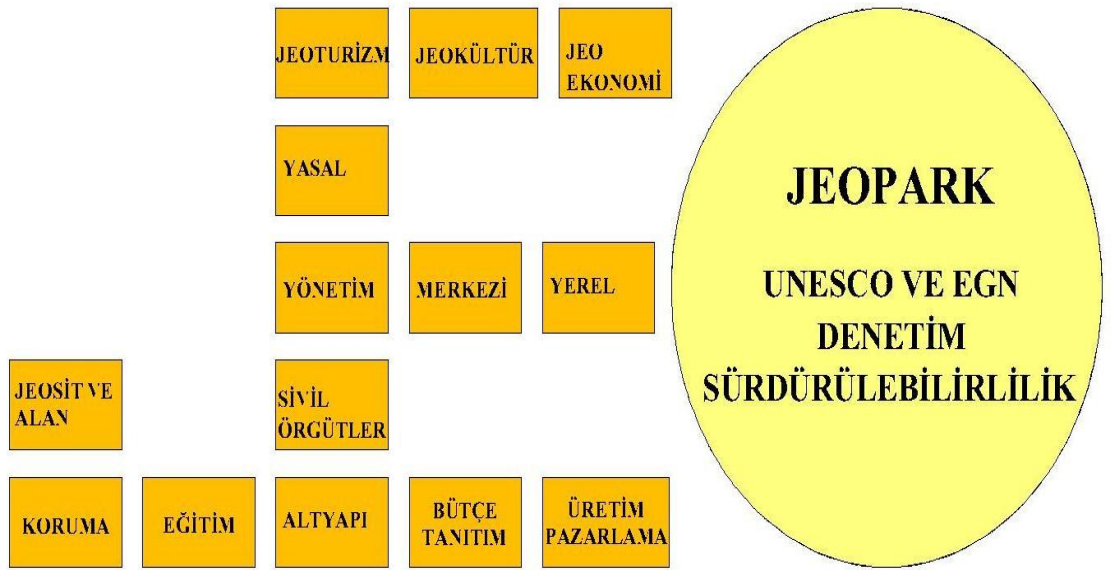 JEOTURİZM
JEOKÜLTÜR
JEO
EKONOMİ
YASAL
YÖNETİM
MERKEZİ
YEREL
JEOSİT VE
ALAN
SİVİL
ÖRGÜTLER
KORUMA
EĞİTİM
ALTYAPI
BÜTÇE
TANITIM
ÜRETİM
PAZARLAMA
JEOPARK
UNESCO VE EGN
DENETİM
SÜRDÜRÜLEBİLİRLİLİK